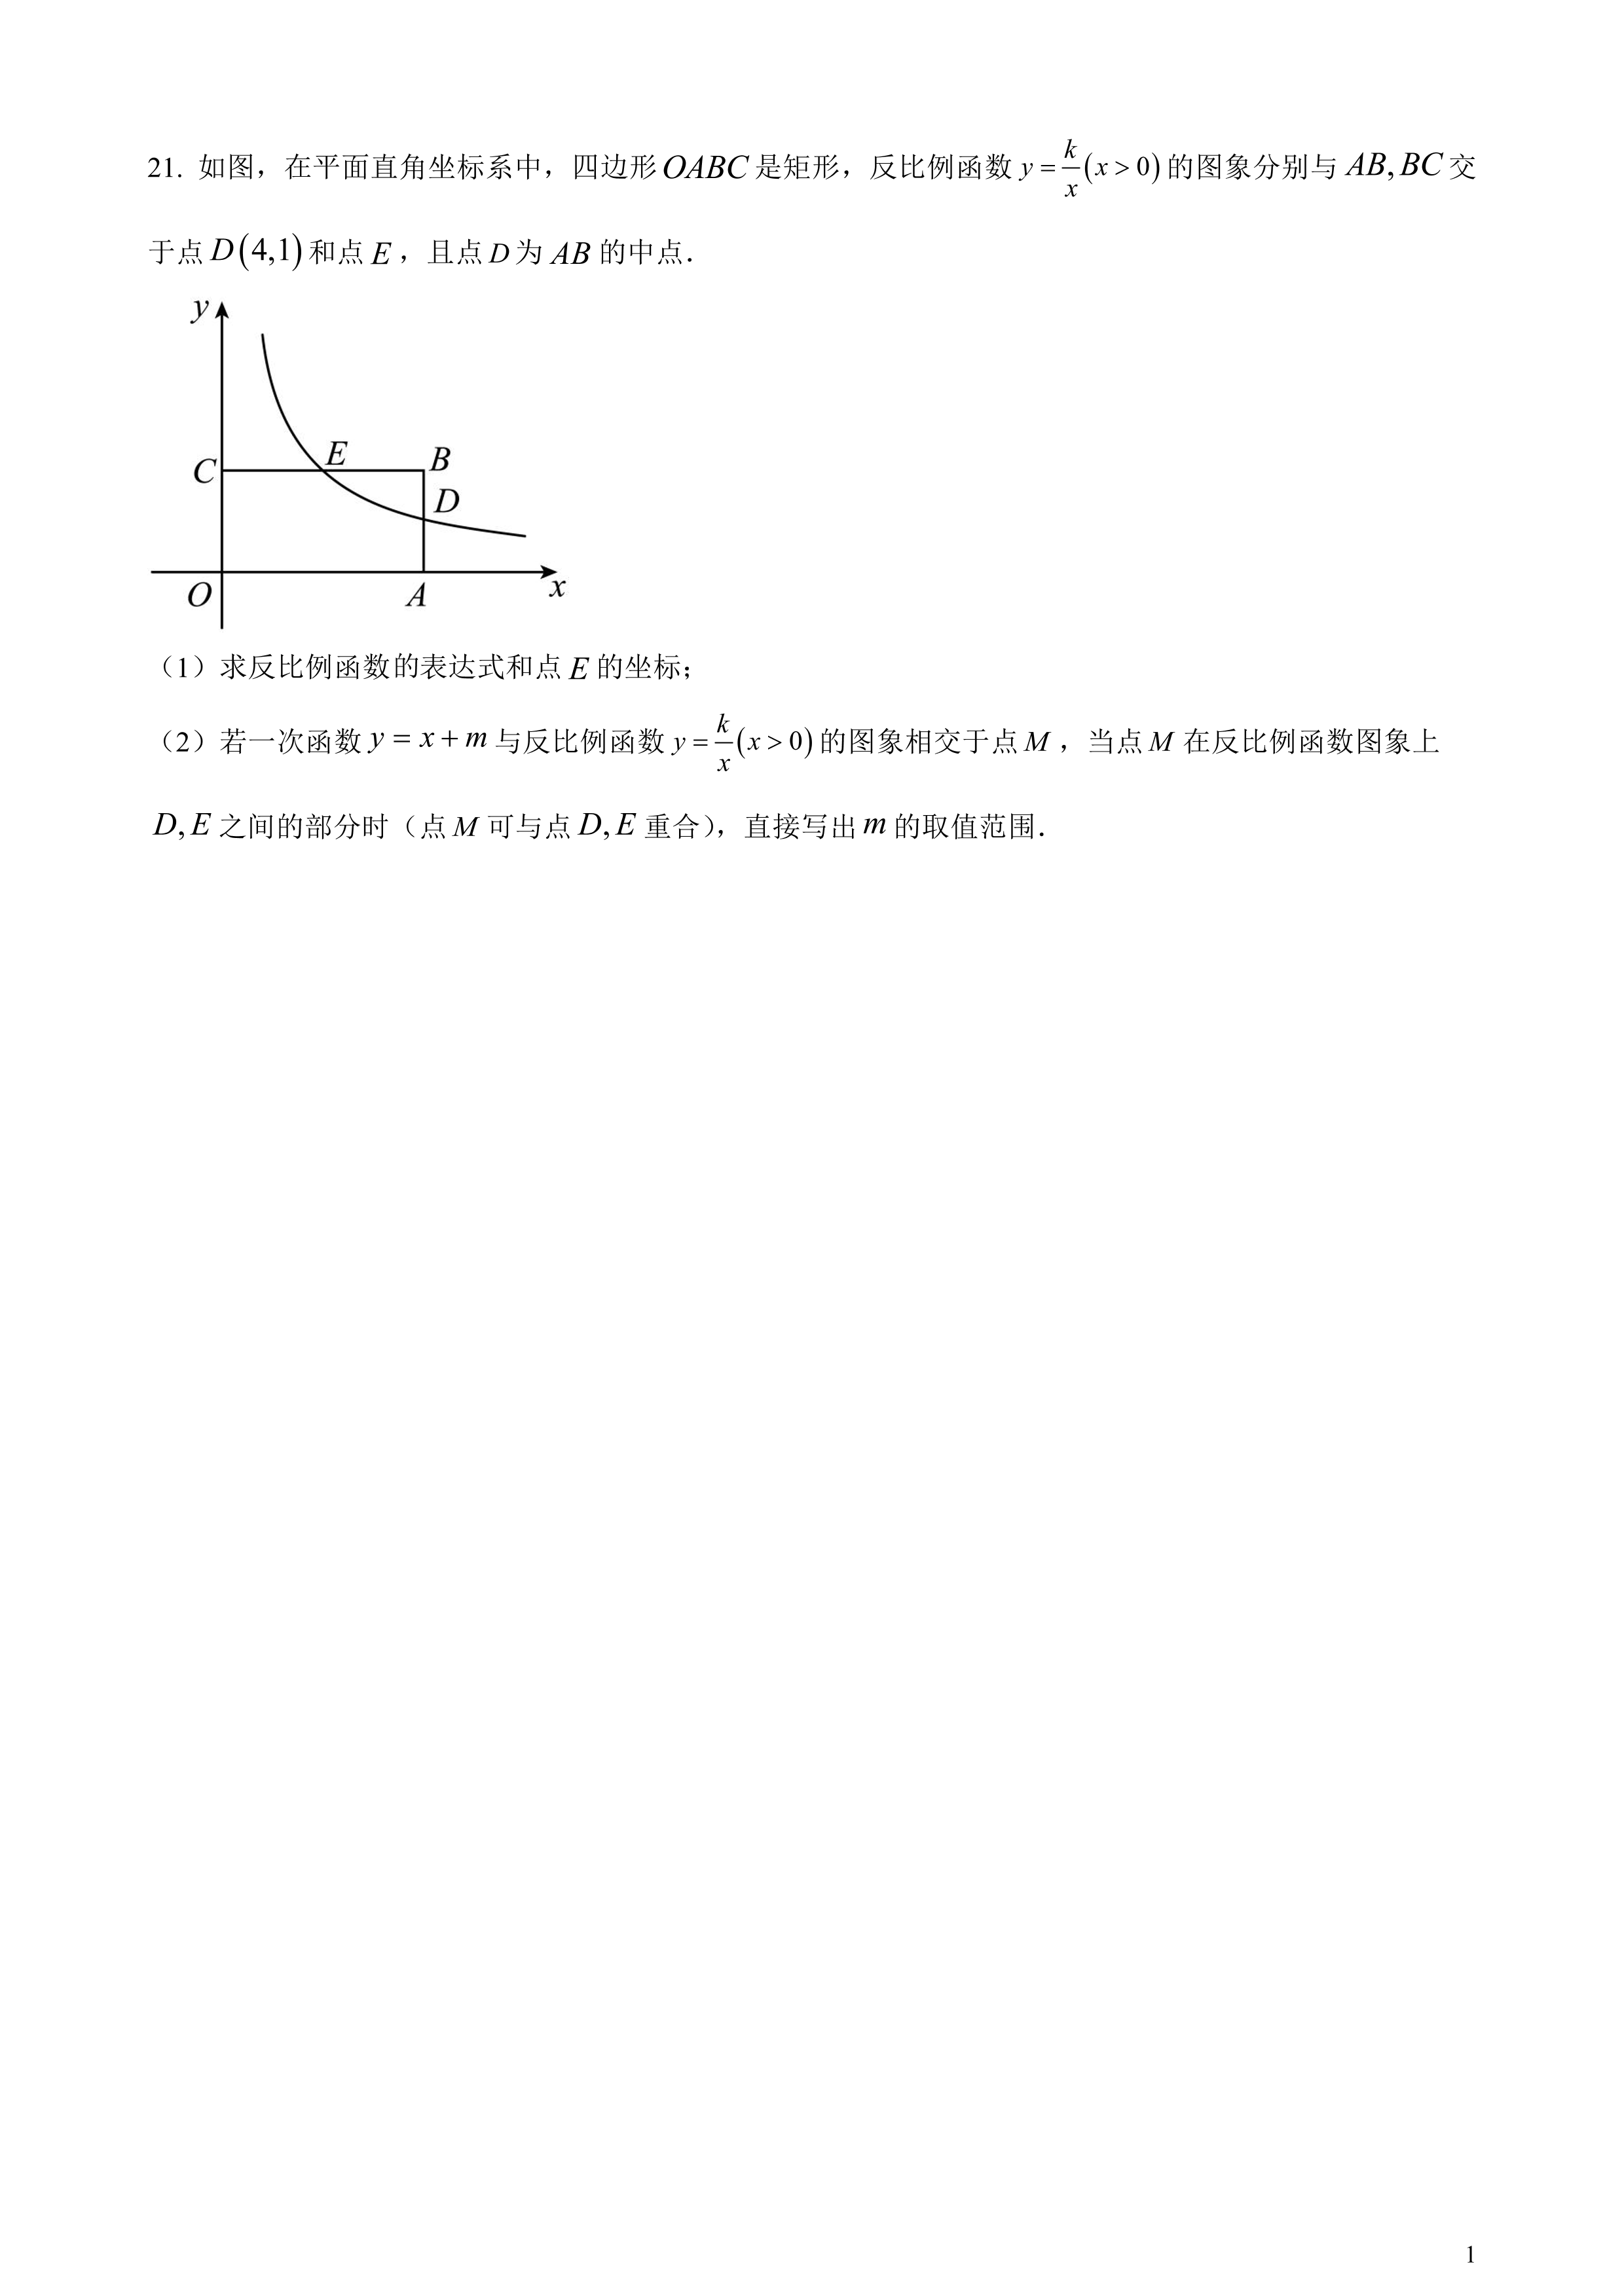 21. 如图，在平面直角坐标系中，四边形OABC是矩形，反比例函数 y = k/x (x > 0) 的图象分别与 AB, BC 交
于点 D(4,1) 和点 E，且点 D 为 AB 的中点．
y
C
E
B
D
O
A
x
（1）求反比例函数的表达式和点 E 的坐标；
（2）若一次函数 y = x + m 与反比例函数 y = k/x (x > 0) 的图象相交于点 M，当点 M 在反比例函数图象上
D, E 之间的部分时（点 M 可与点 D, E 重合），直接写出 m 的取值范围．
1